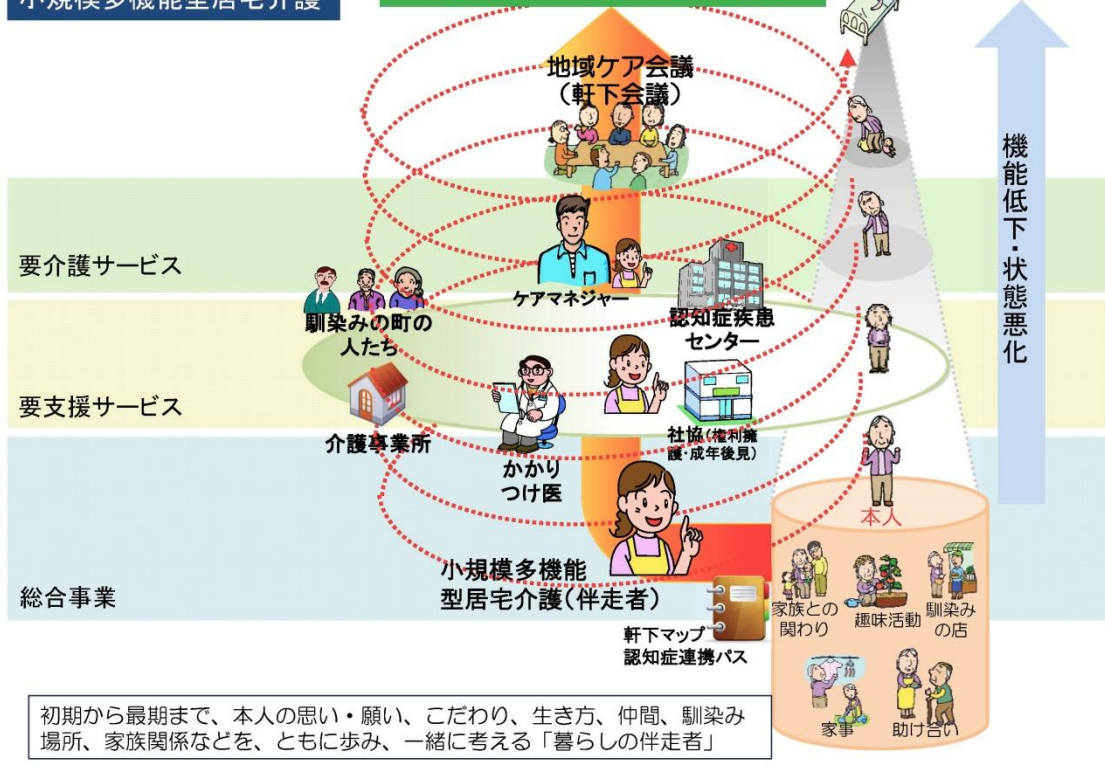 小規模多機能型居宅介護
地域ケア会議
（軒下会議）
機能低下・状態悪化
要介護サービス
ケアマネジャー
馴染みの町の
人たち
認知症疾患
センター
要支援サービス
介護事業所
かかり
つけ医
社協（権利擁
護・成年後見）
本人
小規模多機能
型居宅介護（伴走者）
総合事業
家族との
関わり
趣味活動
馴染み
の店
軒下マップ
認知症連携パス
家事
助け合い
初期から最期まで、本人の思い・願い、こだわり、生き方、仲間、馴染み
場所、家族関係などを、ともに歩み、一緒に考える「暮らしの伴走者」